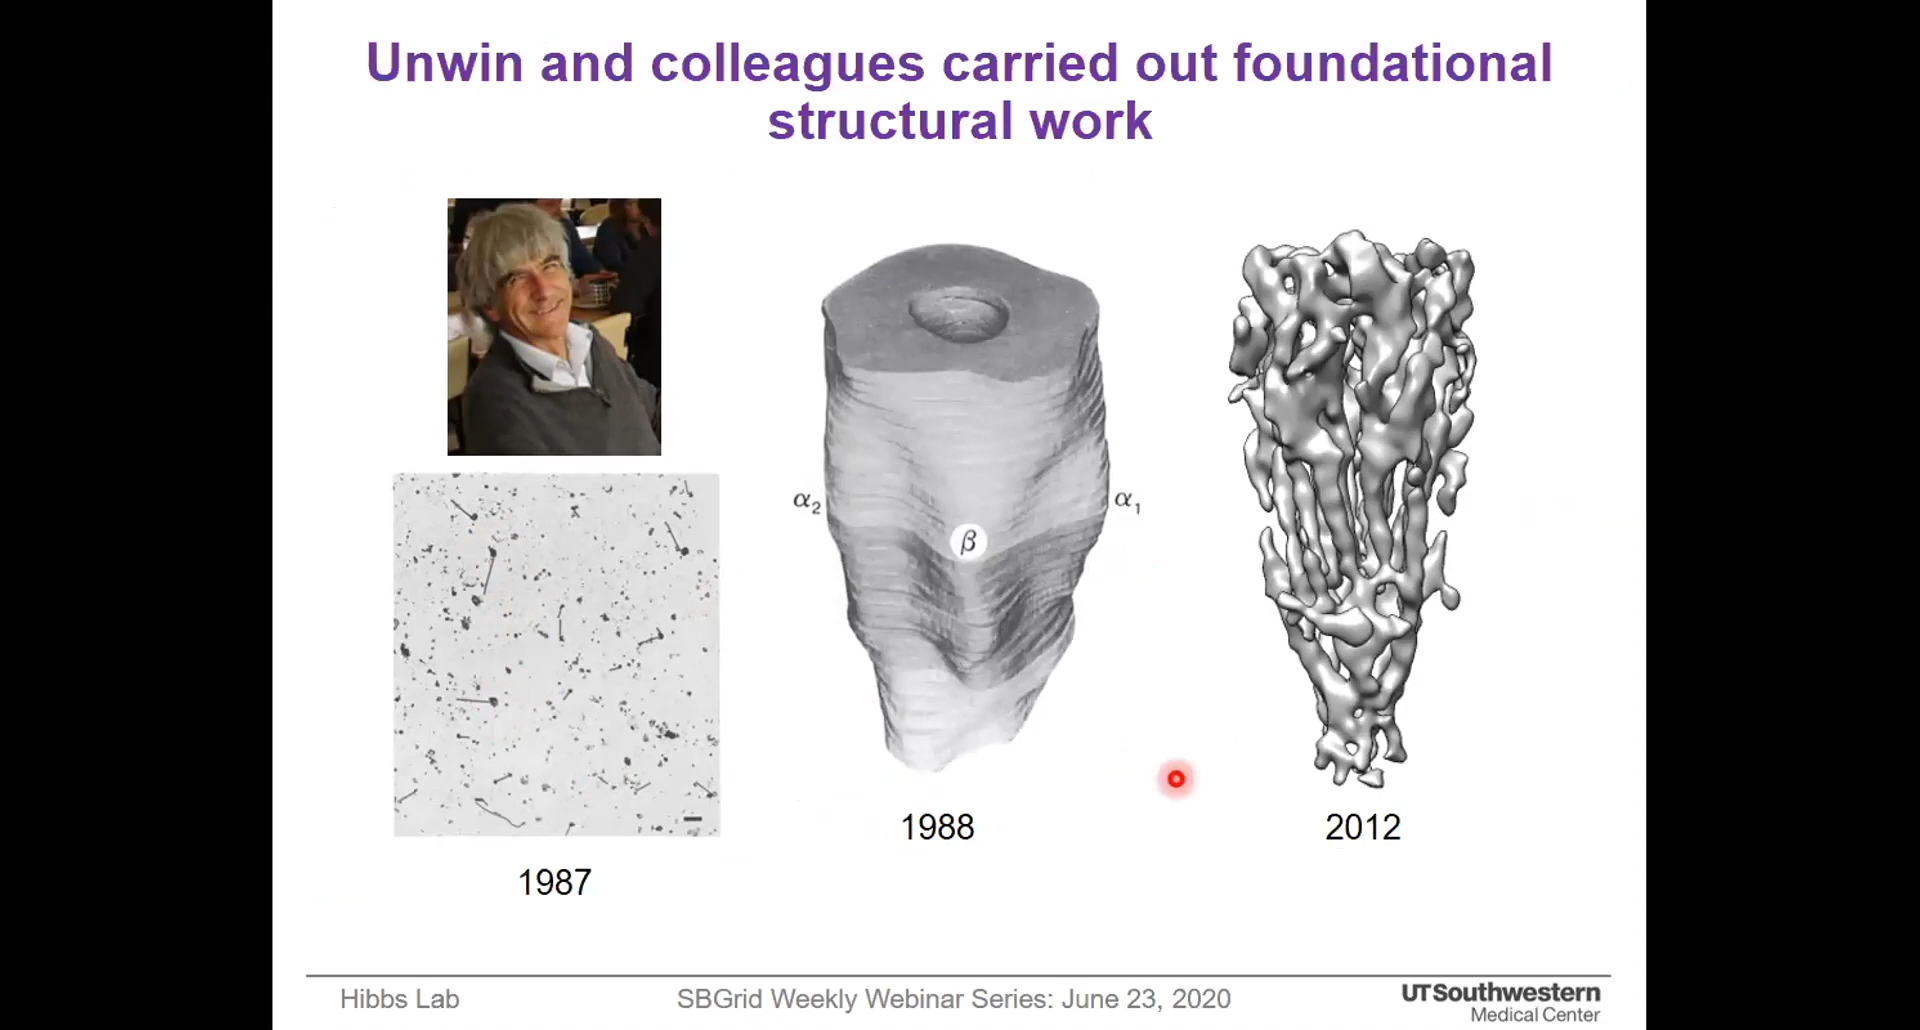 Unwin and colleagues carried out foundational
structural work
α2
β
α1
1987
1988
2012
Hibbs Lab
SBGrid Weekly Webinar Series: June 23, 2020
UTSouthwestern
Medical Center